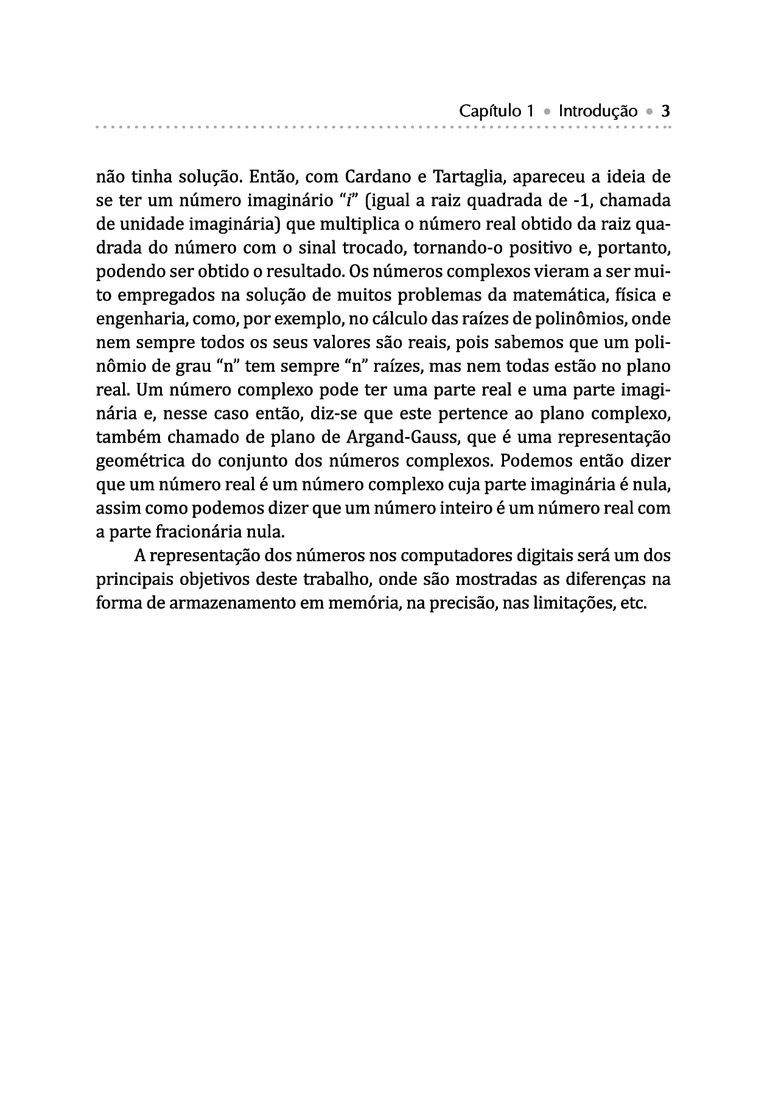 Capítulo 1 • Introdução • 3
não tinha solução. Então, com Cardano e Tartaglia, apareceu a ideia de
se ter um número imaginário “i” (igual a raiz quadrada de -1, chamada
de unidade imaginária) que multiplica o número real obtido da raiz qua-
drada do número com o sinal trocado, tornando-o positivo e, portanto,
podendo ser obtido o resultado. Os números complexos vieram a ser mui-
to empregados na solução de muitos problemas da matemática, física e
engenharia, como, por exemplo, no cálculo das raízes de polinômios, onde
nem sempre todos os seus valores são reais, pois sabemos que um poli-
nômio de grau “n” tem sempre “n” raízes, mas nem todas estão no plano
real. Um número complexo pode ter uma parte real e uma parte imagi-
nária e, nesse caso então, diz-se que este pertence ao plano complexo,
também chamado de plano de Argand-Gauss, que é uma representação
geométrica do conjunto dos números complexos. Podemos então dizer
que um número real é um número complexo cuja parte imaginária é nula,
assim como podemos dizer que um número inteiro é um número real com
a parte fracionária nula.
A representação dos números nos computadores digitais será um dos
principais objetivos deste trabalho, onde são mostradas as diferenças na
forma de armazenamento em memória, na precisão, nas limitações, etc.